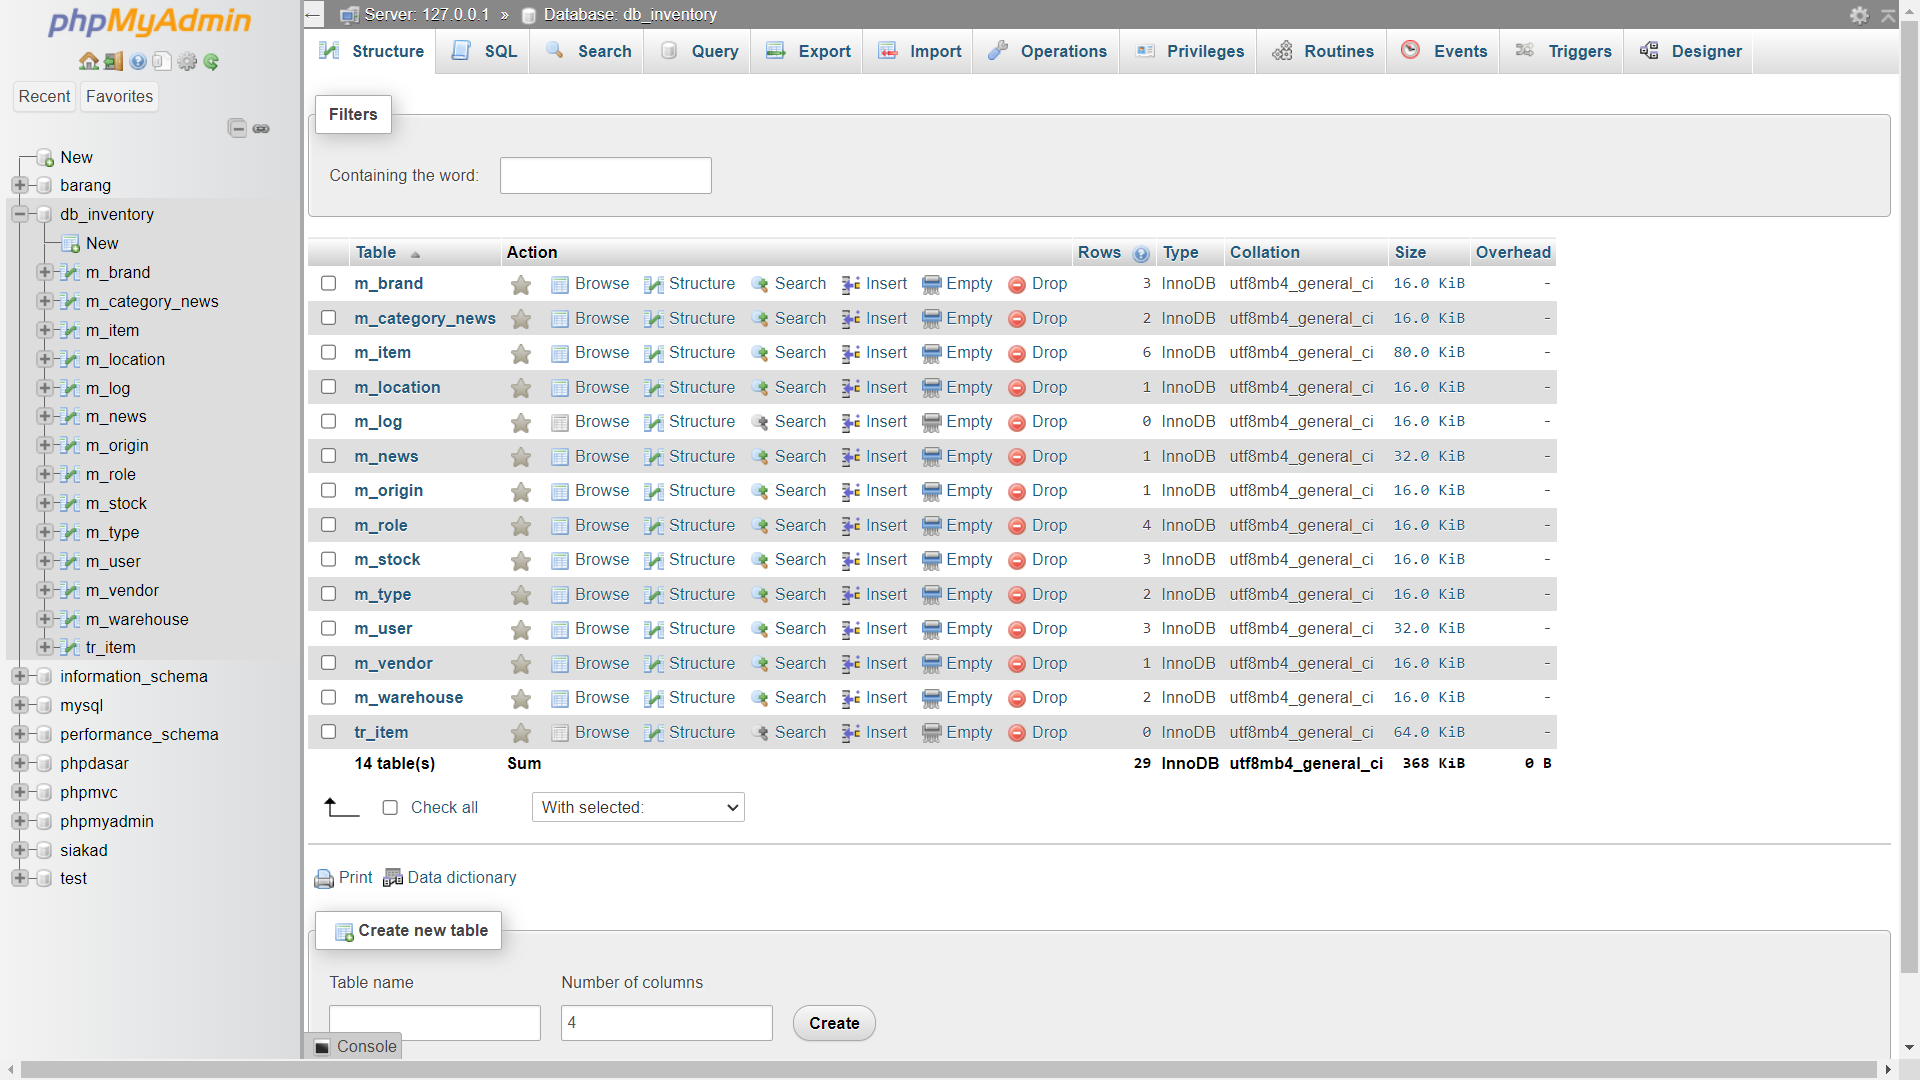 phpMyAdmin
Recent Favorites
New
barang
db_inventory
New
m_brand
m_category_news
m_item
m_location
m_log
m_news
m_origin
m_role
m_stock
m_type
m_user
m_vendor
m_warehouse
tr_item
information_schema
mysql
performance_schema
phpdasar
phpmvc
phpmyadmin
siakad
test
Server: 127.0.0.1 » Database: db_inventory
Structure SQL Search Query Export Import Operations Privileges Routines Events Triggers Designer
Filters
Containing the word:
Table Action Rows Type Collation Size Overhead
m_brand Browse Structure Search Insert Empty Drop 3 InnoDB utf8mb4_general_ci 16.0 KiB -
m_category_news Browse Structure Search Insert Empty Drop 2 InnoDB utf8mb4_general_ci 16.0 KiB -
m_item Browse Structure Search Insert Empty Drop 6 InnoDB utf8mb4_general_ci 80.0 KiB -
m_location Browse Structure Search Insert Empty Drop 1 InnoDB utf8mb4_general_ci 16.0 KiB -
m_log Browse Structure Search Insert Empty Drop 0 InnoDB utf8mb4_general_ci 16.0 KiB -
m_news Browse Structure Search Insert Empty Drop 1 InnoDB utf8mb4_general_ci 32.0 KiB -
m_origin Browse Structure Search Insert Empty Drop 1 InnoDB utf8mb4_general_ci 16.0 KiB -
m_role Browse Structure Search Insert Empty Drop 4 InnoDB utf8mb4_general_ci 16.0 KiB -
m_stock Browse Structure Search Insert Empty Drop 3 InnoDB utf8mb4_general_ci 16.0 KiB -
m_type Browse Structure Search Insert Empty Drop 2 InnoDB utf8mb4_general_ci 16.0 KiB -
m_user Browse Structure Search Insert Empty Drop 3 InnoDB utf8mb4_general_ci 32.0 KiB -
m_vendor Browse Structure Search Insert Empty Drop 1 InnoDB utf8mb4_general_ci 16.0 KiB -
m_warehouse Browse Structure Search Insert Empty Drop 2 InnoDB utf8mb4_general_ci 16.0 KiB -
tr_item Browse Structure Search Insert Empty Drop 0 InnoDB utf8mb4_general_ci 64.0 KiB -
14 table(s) Sum 29 InnoDB utf8mb4_general_ci 368 KiB 0 B
Check all With selected:
Print Data dictionary
Create new table
Table name Number of columns
4 Create
Console